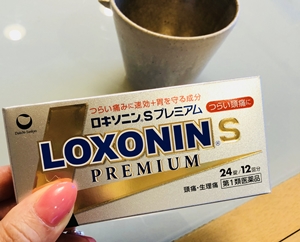 つらい痛みに速効+胃を守る成分
ロキソニン®Sプレミアム
つらい頭痛に
LOXONIN® S
PREMIUM
24錠/12回分
頭痛・生理痛
第1類医薬品